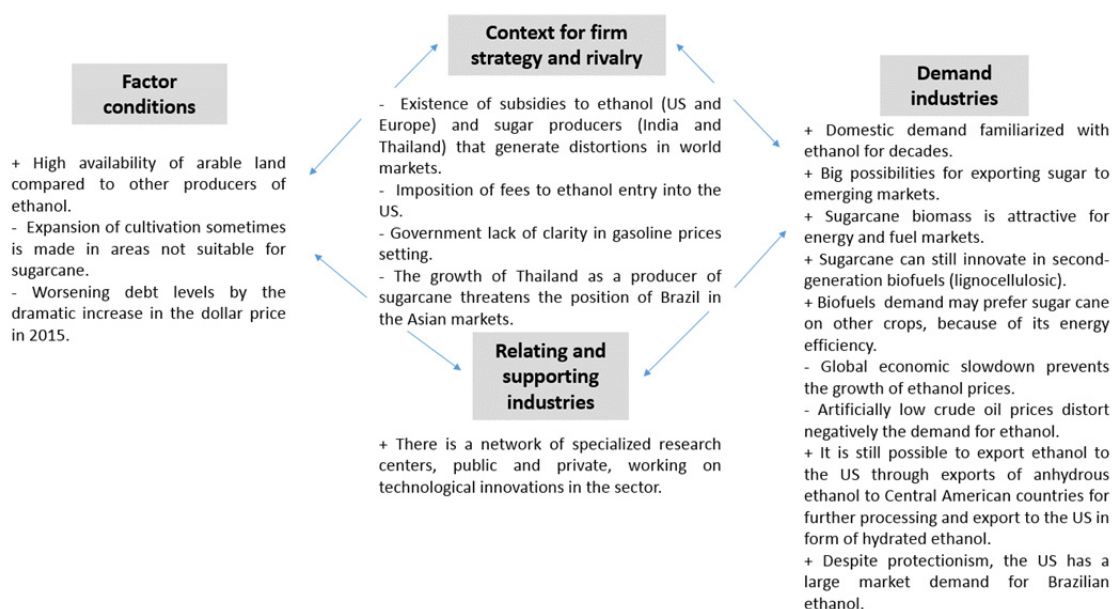 Context for firm
strategy and rivalry
Factor
conditions
Demand
industries
- Existence of subsidies to ethanol (US and
Europe) and sugar producers (India and
Thailand) that generate distortions in world
markets.
- Imposition of fees to ethanol entry into the
US.
- Government lack of clarity in gasoline prices
setting.
- The growth of Thailand as a producer of
sugarcane threatens the position of Brazil in
the Asian markets.
+ High availability of arable land
compared to other producers of
ethanol.
- Expansion of cultivation sometimes
is made in areas not suitable for
sugarcane.
- Worsening debt levels by the
dramatic increase in the dollar price
in 2015.
+ Domestic demand familiarized with
ethanol for decades.
+ Big possibilities for exporting sugar to
emerging markets.
+ Sugarcane biomass is attractive for
energy and fuel markets.
+ Sugarcane can still innovate in second-
generation biofuels (lignocellulosic).
+ Biofuels demand may prefer sugar cane
on other crops, because of its energy
efficiency.
- Global economic slowdown prevents
the growth of ethanol prices.
- Artificially low crude oil prices distort
negatively the demand for ethanol.
+ It is still possible to export ethanol to
the US through exports of anhydrous
ethanol to Central American countries for
further processing and export to the US in
form of hydrated ethanol.
+ Despite protectionism, the US has a
large market demand for Brazilian
ethanol.
Relating and
supporting
industries
+ There is a network of specialized research
centers, public and private, working on
technological innovations in the sector.